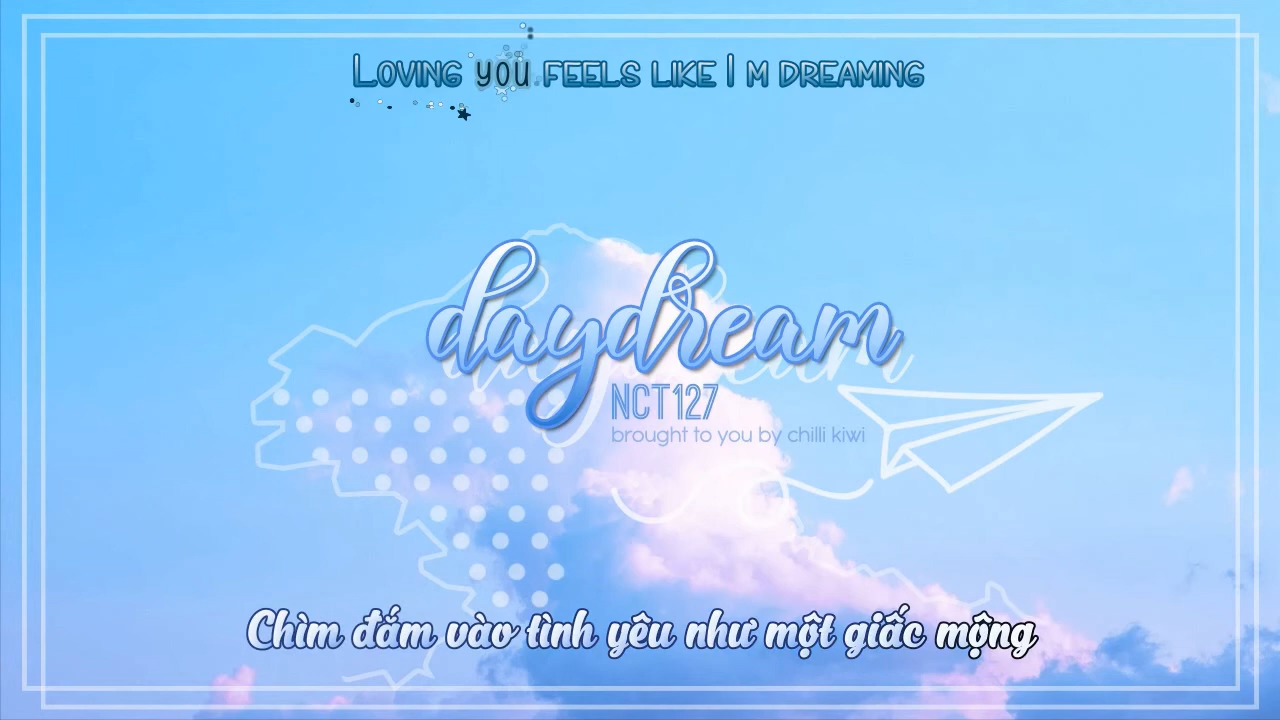 Loving you feels like I m dreaming
daydream
NCT127
brought to you by chilli kiwi
Chìm đắm vào tình yêu như một giấc mộng